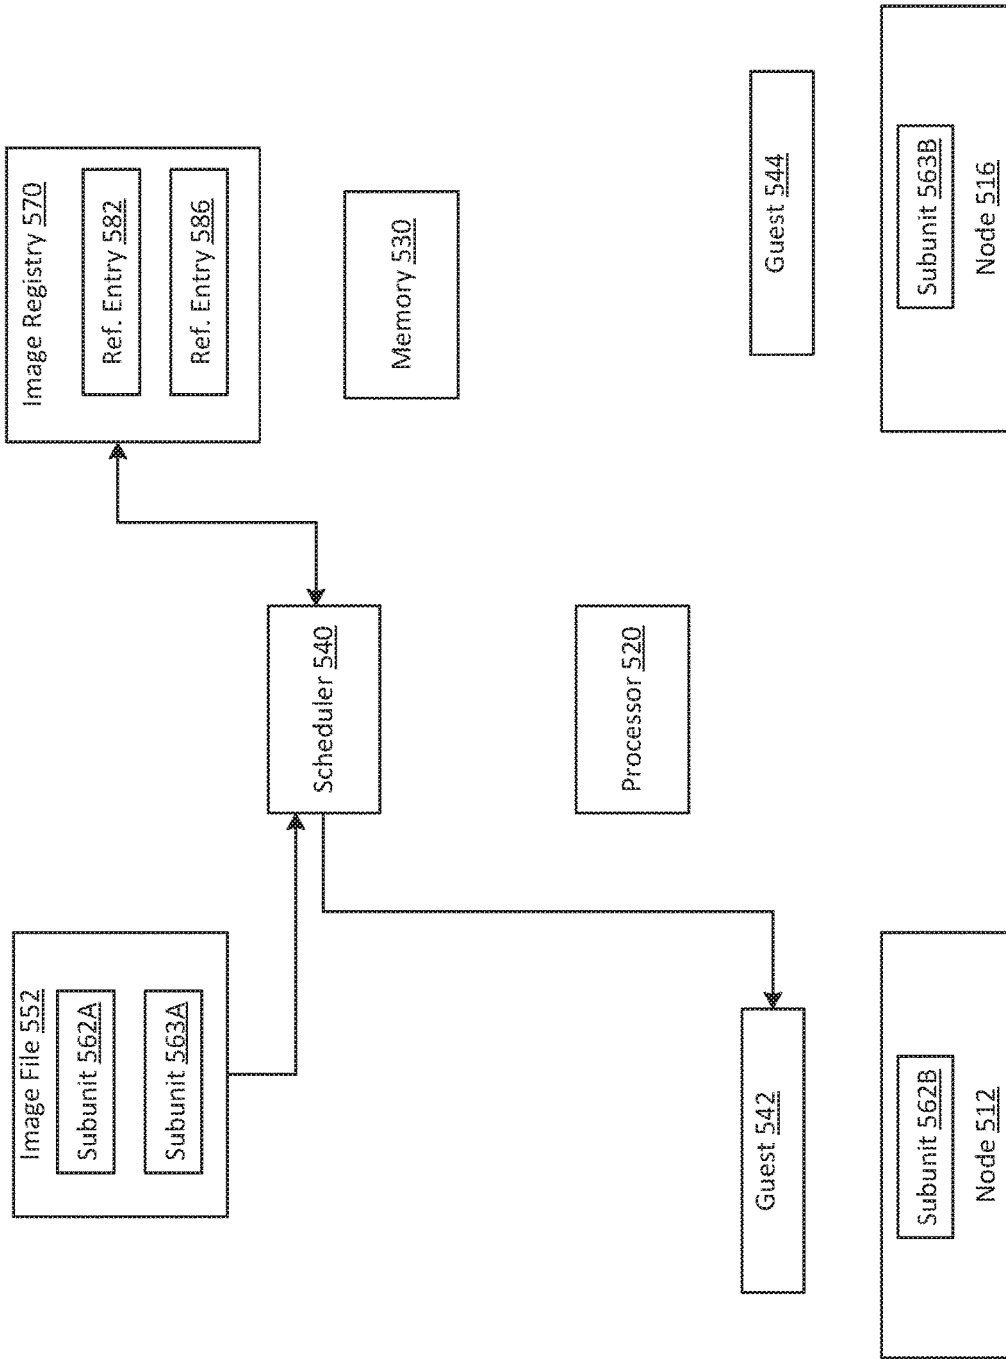 Image File 552
Subunit 562A
Subunit 563A
Scheduler 540
Image Registry 570
Ref. Entry 582
Ref. Entry 586
Processor 520
Memory 530
Guest 542
Guest 544
Subunit 562B
Node 512
Subunit 563B
Node 516